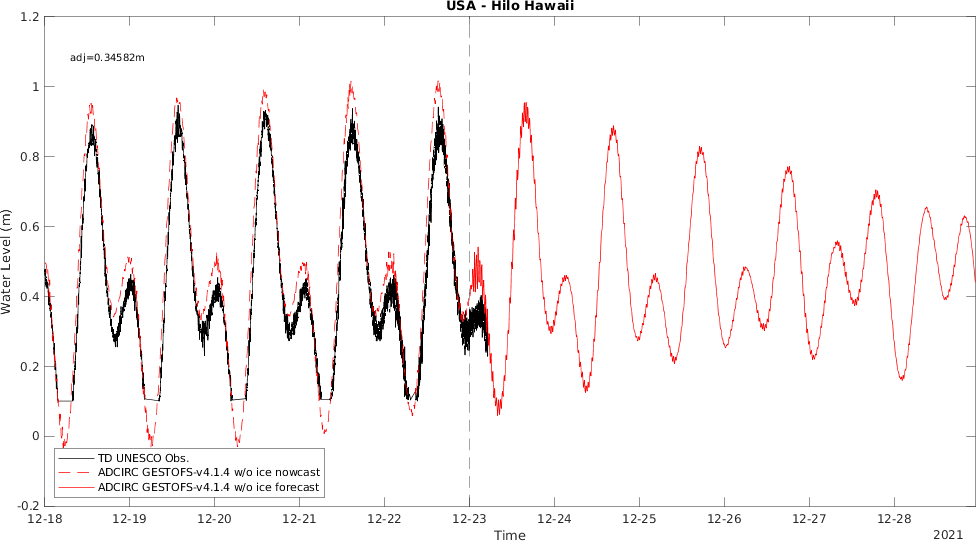 USA - Hilo Hawaii
1.2
1
0.8
0.6
0.4
0.2
0
-0.2
Water Level (m)
adj=0.34582m
TD UNESCO Obs.
ADCIRC GESTOFS-v4.1.4 w/o ice nowcast
ADCIRC GESTOFS-v4.1.4 w/o ice forecast
12-18 12-19 12-20 12-21 12-22 12-23 12-24 12-25 12-26 12-27 12-28
Time
2021